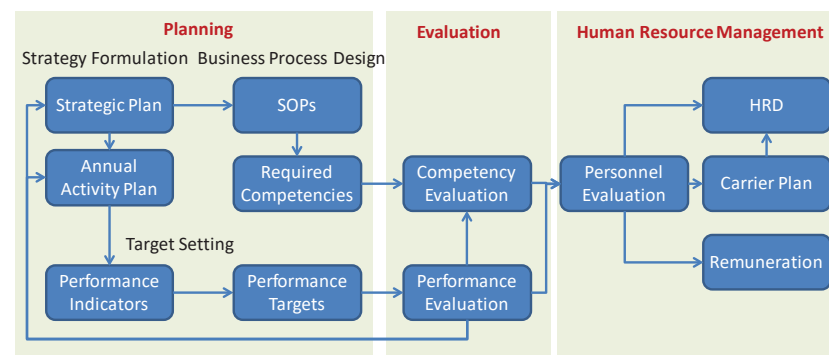 Planning
Evaluation
Human Resource Management
Strategy Formulation
Business Process Design
Strategic Plan
SOPs
HRD
Annual
Activity Plan
Required
Competencies
Competency
Evaluation
Personnel
Evaluation
Carrier Plan
Target Setting
Performance
Indicators
Performance
Targets
Performance
Evaluation
Remuneration